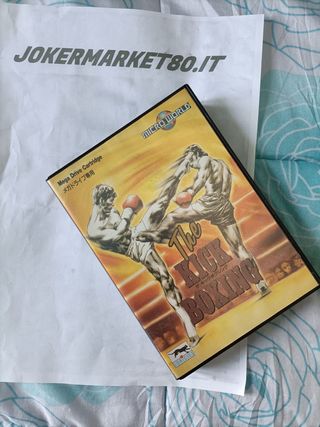 JOKERMARKET80.IT
MICRO WORLD
Mega Drive Cartridge
メガドライブ専用
The
KICK
BOXING